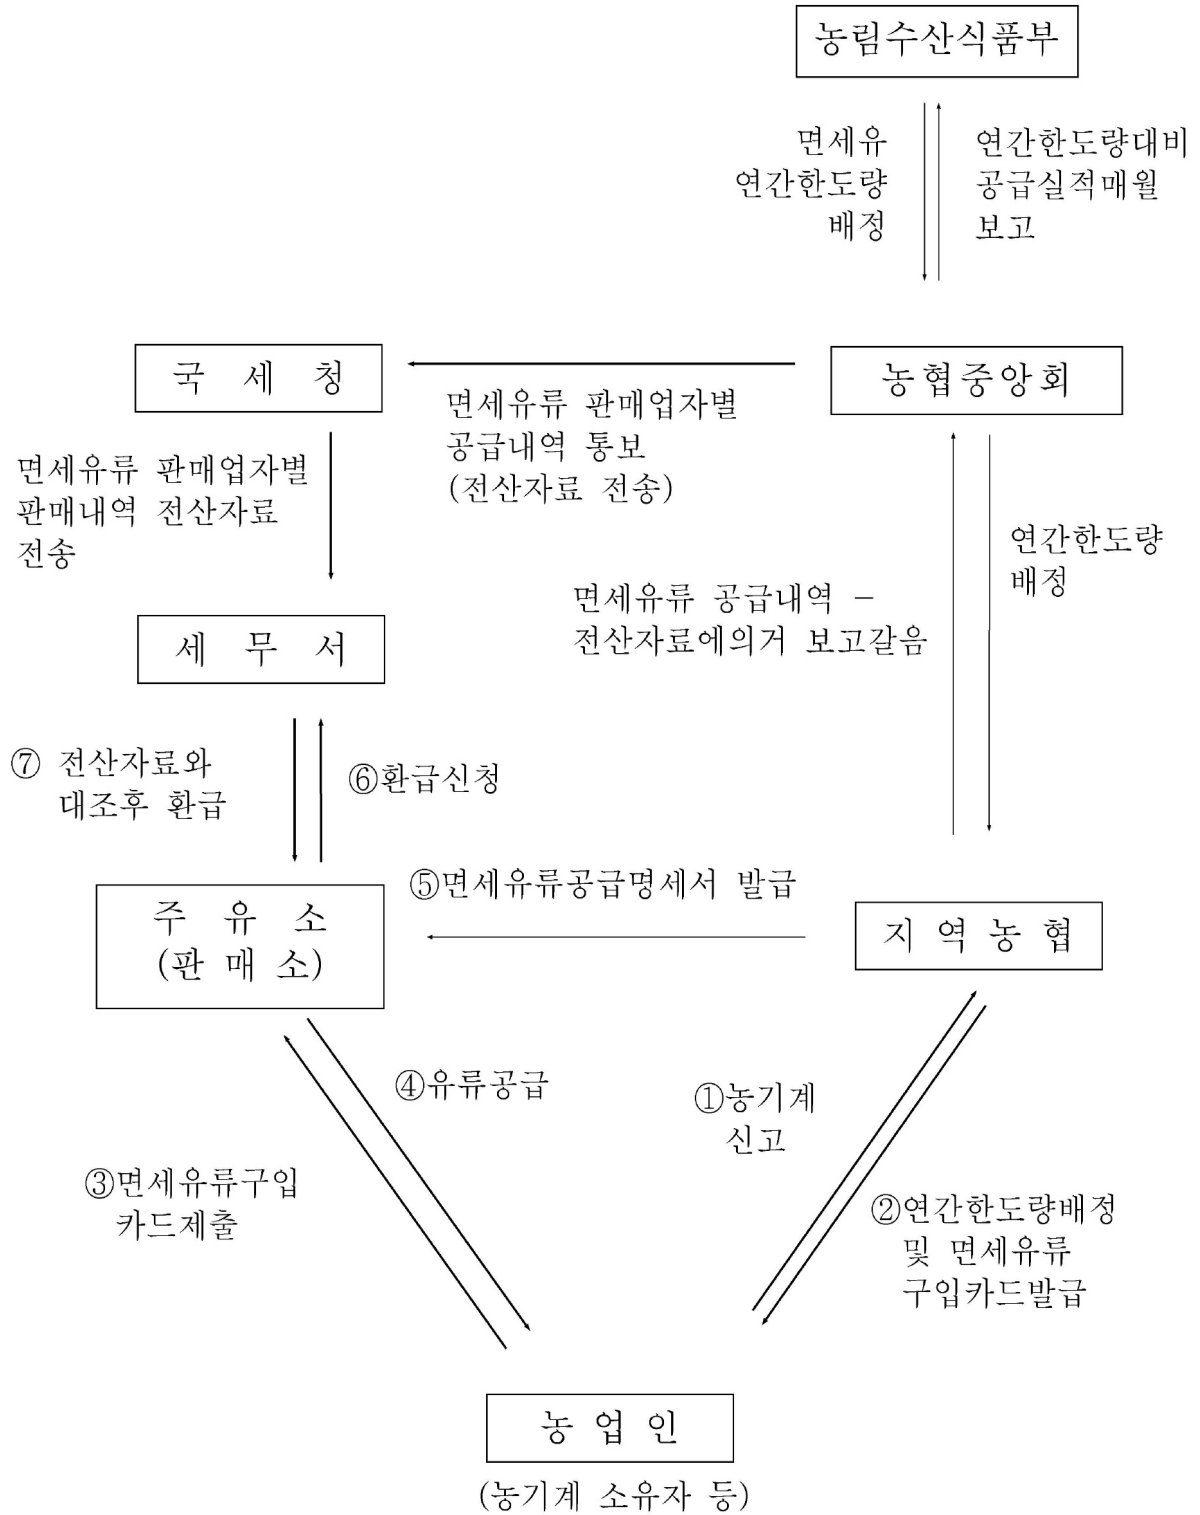 농림수산식품부
면세유
연간한도량
배정
연간한도량대비
공급실적매월
보고
국 세 청
농협중앙회
면세유류 판매업자별
공급내역 통보
(전산자료 전송)
면세유류 판매업자별
판매내역 전산자료
전송
연간한도량
배정
면세유류 공급내역 -
전산자료에의거 보고갈음
세 무 서
⑦ 전산자료와
대조후 환급
⑥환급신청
⑤면세유류공급명세서 발급
주 유 소
(판 매 소)
지 역 농 협
④유류공급
①농기계
신고
③면세유류구입
카드제출
②연간한도량배정
및 면세유류
구입카드발급
농 업 인
(농기계 소유자 등)